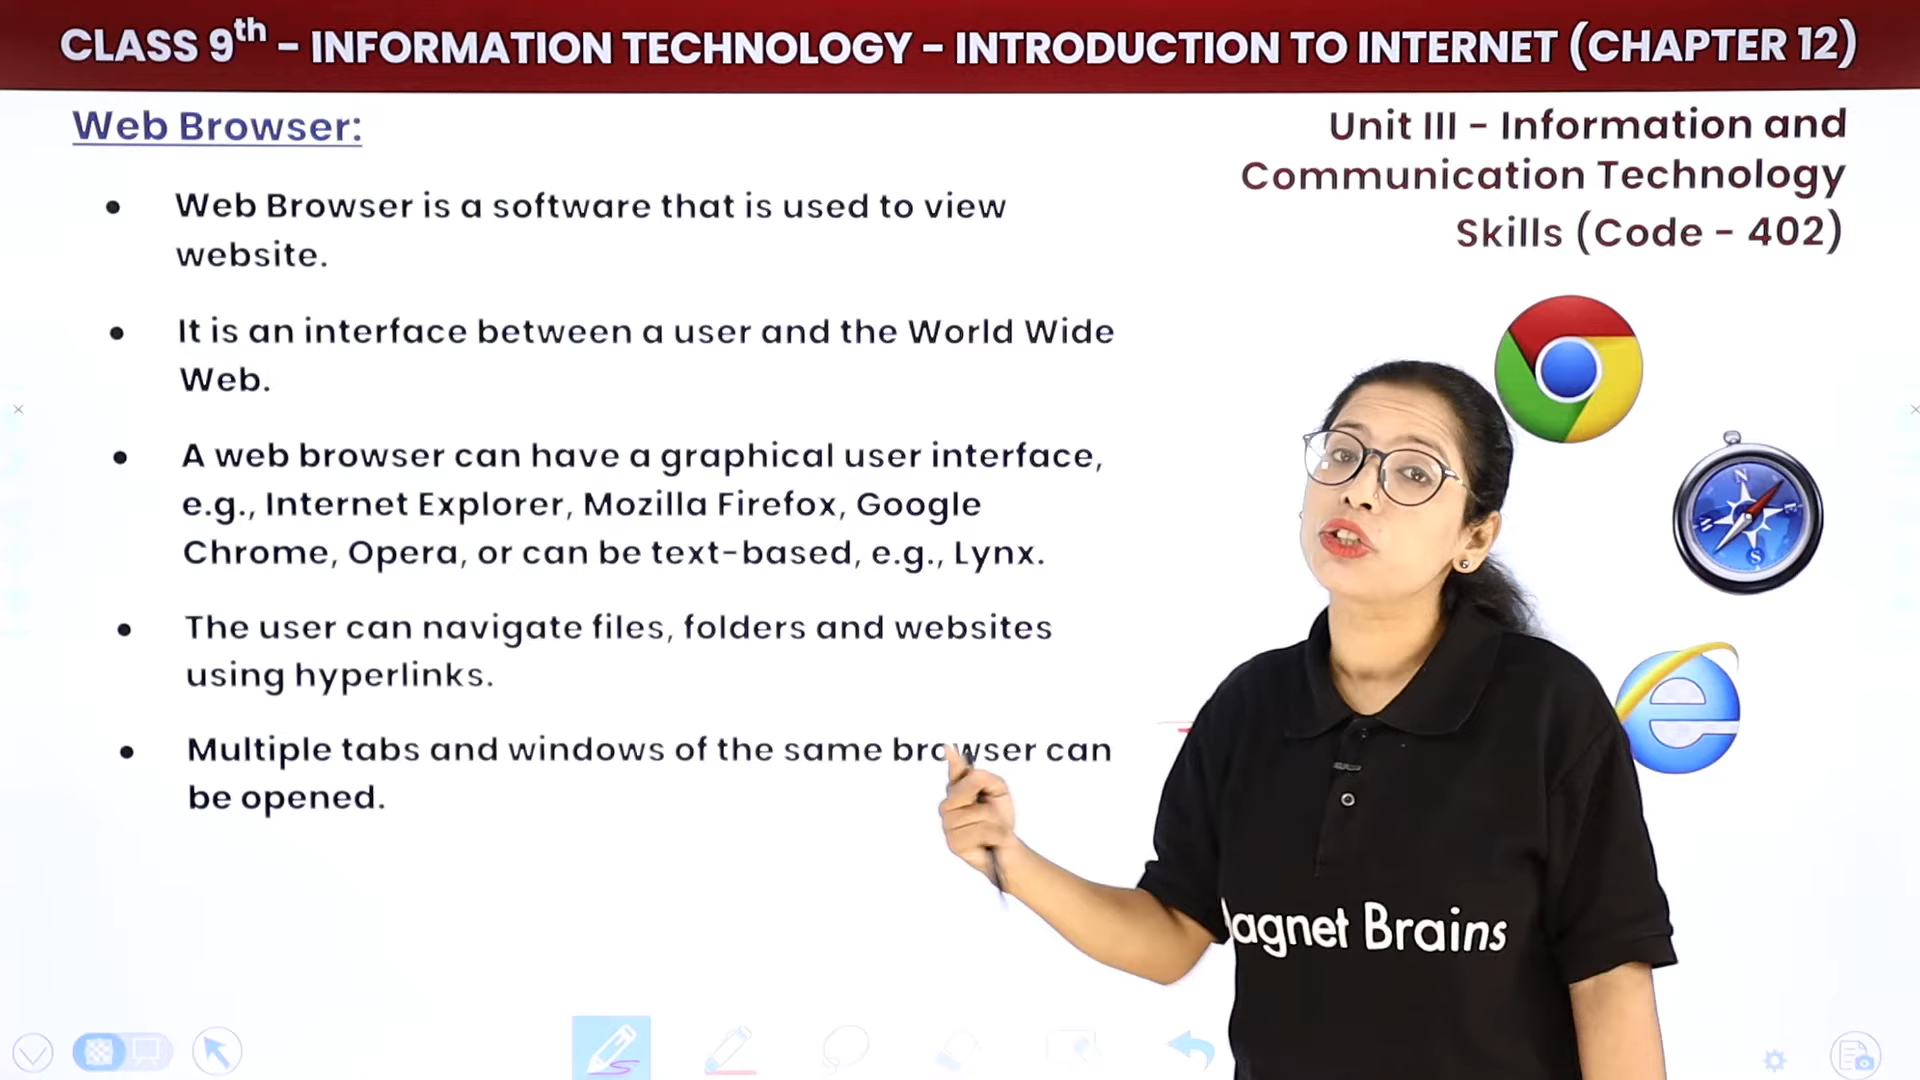 CLASS 9th - INFORMATION TECHNOLOGY - INTRODUCTION TO INTERNET (CHAPTER 12)
Web Browser:
Unit III - Information and
Communication Technology
Skills (Code - 402)
• Web Browser is a software that is used to view
website.
• It is an interface between a user and the World Wide
Web.
• A web browser can have a graphical user interface,
e.g., Internet Explorer, Mozilla Firefox, Google
Chrome, Opera, or can be text-based, e.g., Lynx.
• The user can navigate files, folders and websites
using hyperlinks.
• Multiple tabs and windows of the same browser can
be opened.
N
E
S
W
e
agnet Brains